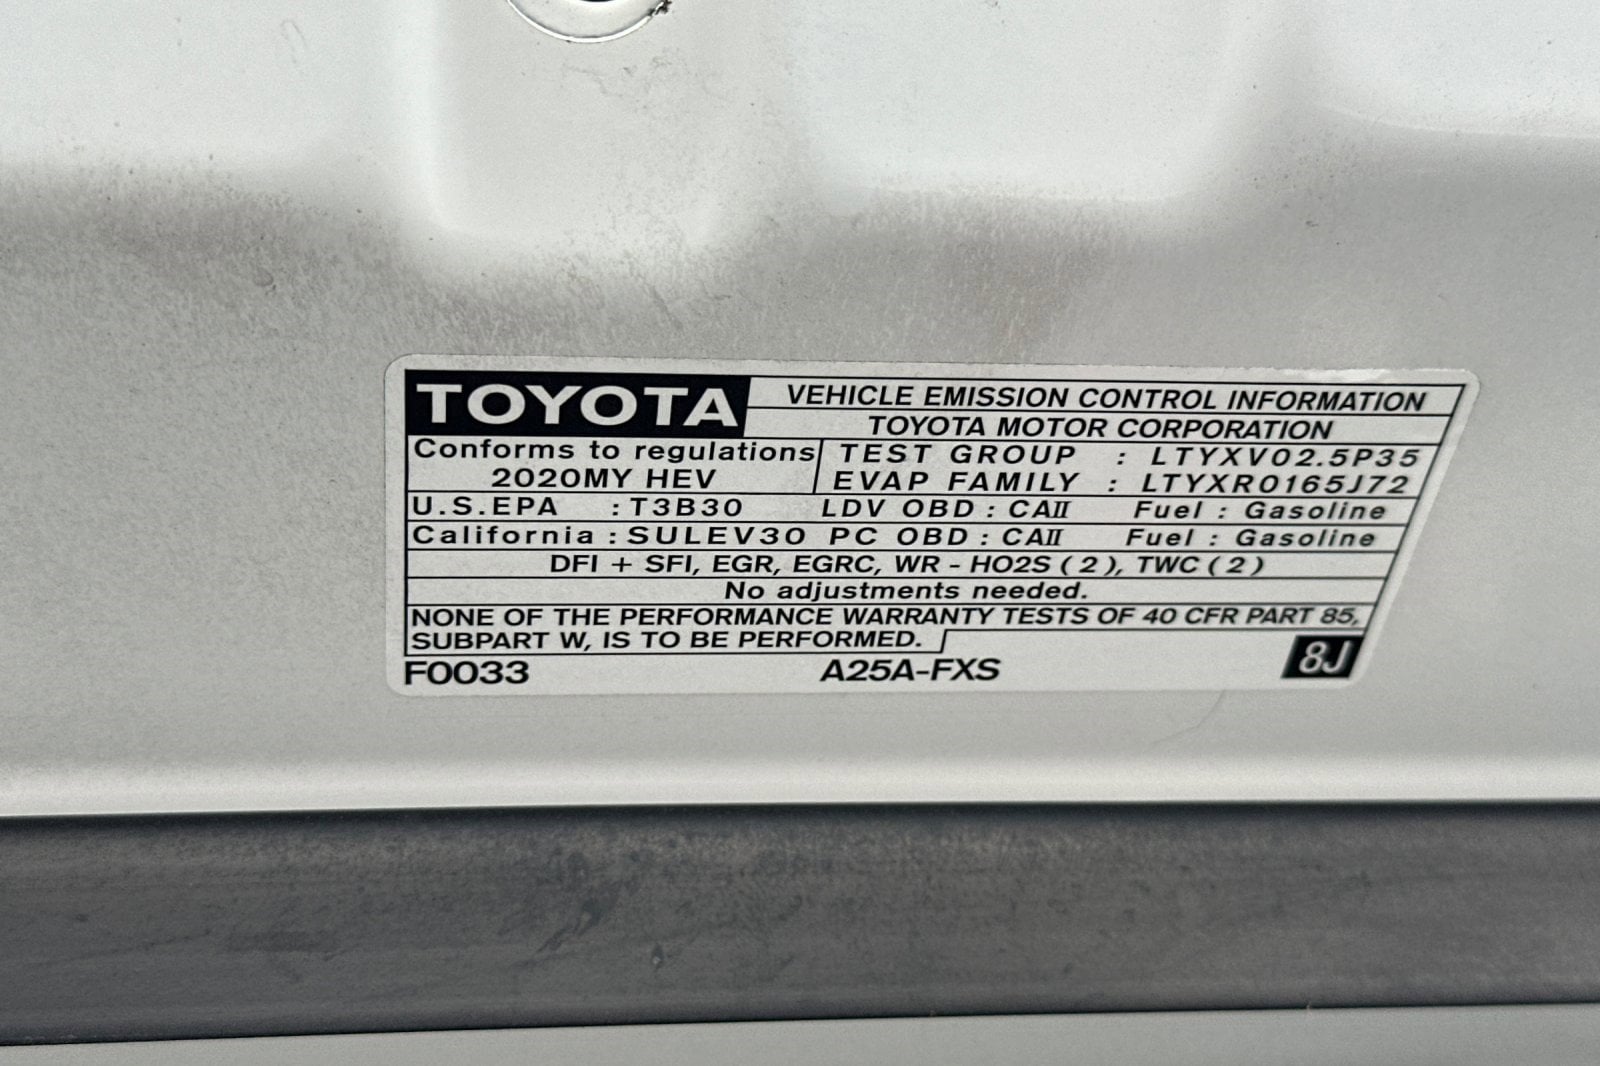 TOYOTA
VEHICLE EMISSION CONTROL INFORMATION
TOYOTA MOTOR CORPORATION
Conforms to regulations
2020MY HEV
TEST GROUP : LTYXV02.5P35
EVAP FAMILY : LTYXR0165J72
U.S.EPA : T3B30 LDV OBD : CAII Fuel : Gasoline
California : SULEV30 PC OBD : CAII Fuel : Gasoline
DFI + SFI, EGR, EGRC, WR - HO2S ( 2 ), TWC ( 2 )
No adjustments needed.
NONE OF THE PERFORMANCE WARRANTY TESTS OF 40 CFR PART 85,
SUBPART W, IS TO BE PERFORMED.
F0033 A25A-FXS 8J